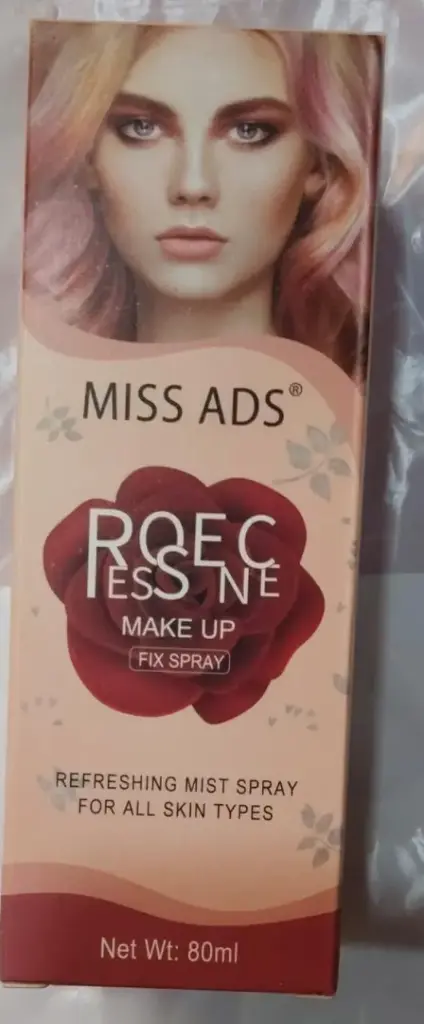 MISS ADS®
ROEC
ESSNE
MAKE UP
FIX SPRAY
REFRESHING MIST SPRAY
FOR ALL SKIN TYPES
Net Wt: 80ml